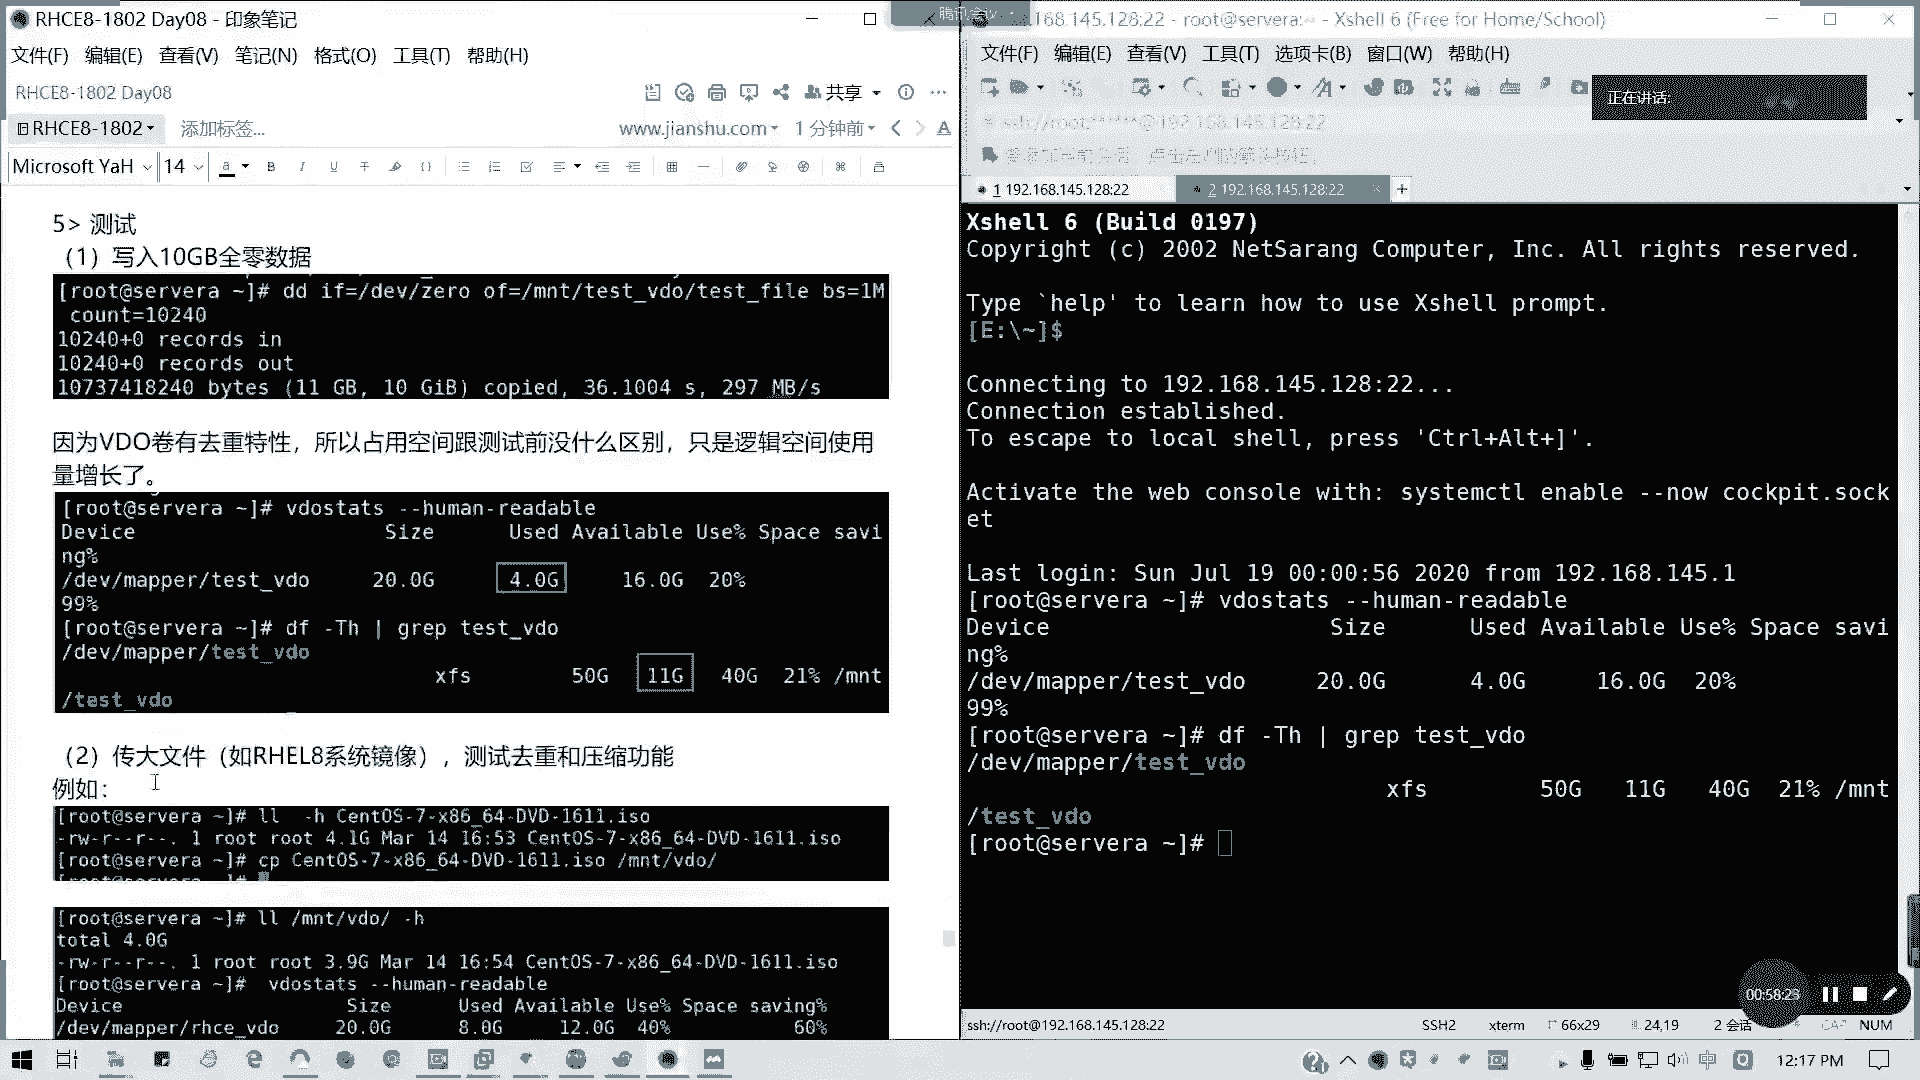 RHCE8-1802 Day08 - 印象笔记
文件(F) 编辑(E) 查看(V) 笔记(N) 格式(O) 工具(T) 帮助(H)
RHCE8-1802 Day08
共享
RHCE8-1802 添加标签... www.jianshu.com 1 分钟前
Microsoft YaH 14
5> 测试
（1）写入10GB全零数据
[root@servera ~]# dd if=/dev/zero of=/mnt/test_vdo/test_file bs=1M
count=10240
10240+0 records in
10240+0 records out
10737418240 bytes (11 GB, 10 GiB) copied, 36.1004 s, 297 MB/s
因为VDO卷有去重特性，所以占用空间跟测试前没什么区别，只是逻辑空间使用
量增长了。
[root@servera ~]# vdostats --human-readable
Device Size Used Available Use% Space savi
ng%
/dev/mapper/test_vdo 20.0G 4.0G 16.0G 20%
99%
[root@servera ~]# df -Th | grep test_vdo
/dev/mapper/test_vdo
xfs 50G 11G 40G 21% /mnt
/test_vdo
（2）传大文件（如RHEL8系统镜像），测试去重和压缩功能
例如：
[root@servera ~]# ll -h CentOS-7-x86_64-DVD-1611.iso
-rw-r--r--. 1 root root 4.1G Mar 14 16:53 CentOS-7-x86_64-DVD-1611.iso
[root@servera ~]# cp CentOS-7-x86_64-DVD-1611.iso /mnt/vdo/
[root@servera ~]#
[root@servera ~]# ll /mnt/vdo/ -h
total 4.0G
-rw-r--r--. 1 root root 3.9G Mar 14 16:54 CentOS-7-x86_64-DVD-1611.iso
[root@servera ~]# vdostats --human-readable
Device Size Used Available Use% Space saving%
/dev/mapper/rhce_vdo 20.0G 8.0G 12.0G 40% 60%
168.145.128:22 - root@servera:~ - Xshell 6 (Free for Home/School)
文件(F) 编辑(E) 查看(V) 工具(T) 选项卡(B) 窗口(W) 帮助(H)
正在讲话:
1 192.168.145.128:22 2 192.168.145.128:22
Xshell 6 (Build 0197)
Copyright (c) 2002 NetSarang Computer, Inc. All rights reserved.
Type `help' to learn how to use Xshell prompt.
[E:\~]$
Connecting to 192.168.145.128:22...
Connection established.
To escape to local shell, press 'Ctrl+Alt+]'.
Activate the web console with: systemctl enable --now cockpit.sock
et
Last login: Sun Jul 19 00:00:56 2020 from 192.168.145.1
[root@servera ~]# vdostats --human-readable
Device Size Used Available Use% Space savi
ng%
/dev/mapper/test_vdo 20.0G 4.0G 16.0G 20%
99%
[root@servera ~]# df -Th | grep test_vdo
/dev/mapper/test_vdo
xfs 50G 11G 40G 21% /mnt
/test_vdo
[root@servera ~]#
00:58:23
ssh://root@192.168.145.128:22 SSH2 xterm 66x29 24,19 2 会话 NUM
中 12:17 PM